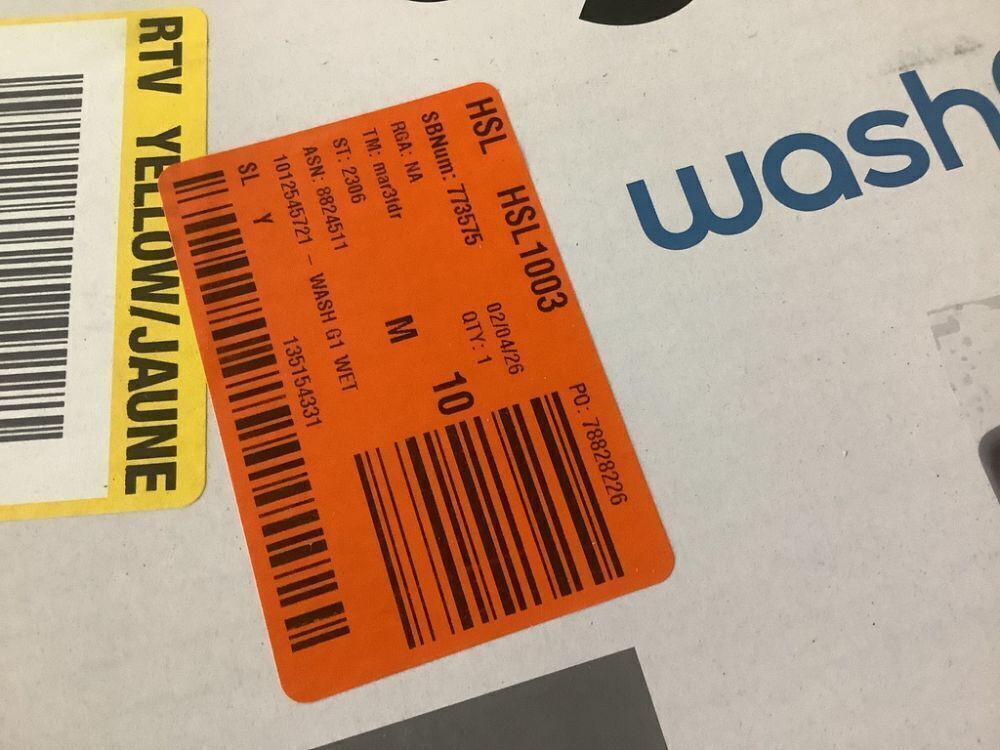 RTV YELLOW/JAUNE
HSL HSL1003
SBNum: 773575 02/04/26 PO: 78828226
RGA: NA QTY: 1
TM: mar3tdr M 10
ST: 2306
ASN: 8824511
1012545721 – WASH G1 WET
SL Y 135154331
wash